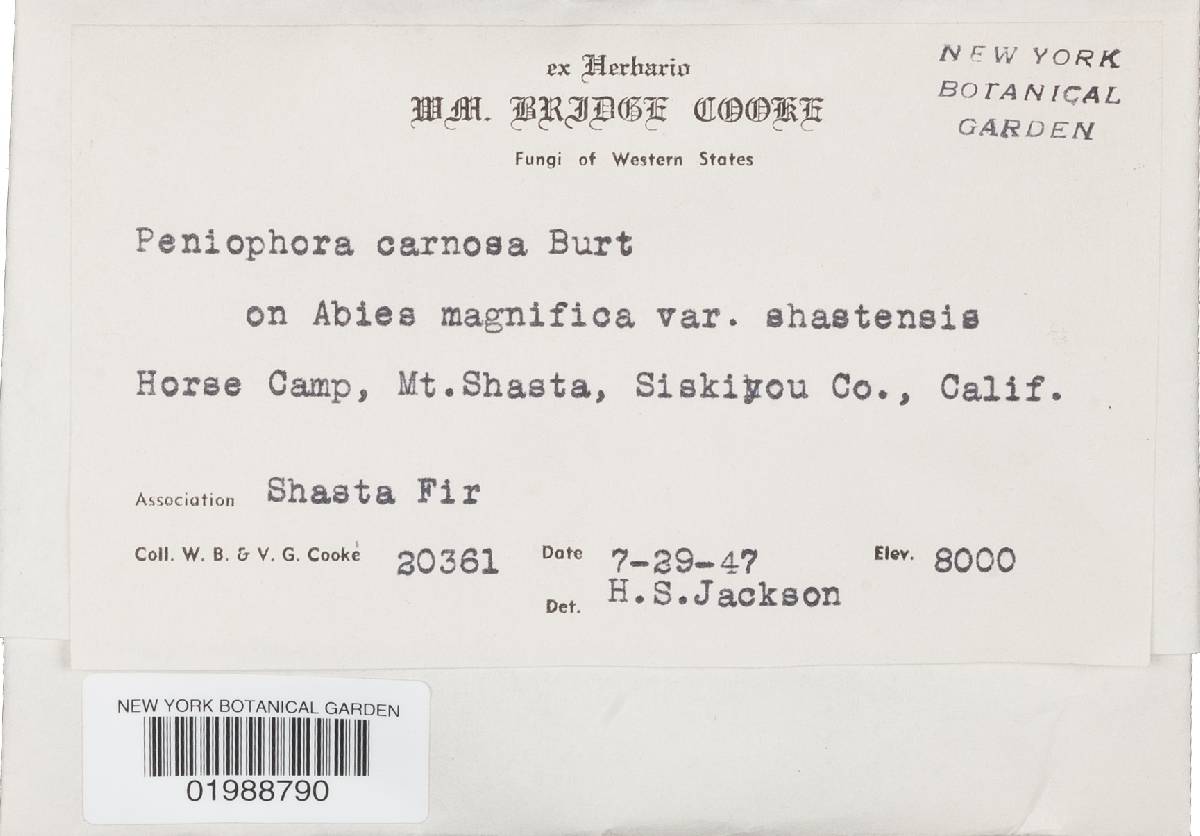 ex Herbario
WM. BRIDGE COOKE
Fungi of Western States
NEW YORK
BOTANICAL
GARDEN
Peniophora carnosa Burt
on Abies magnifica var. shastensis
Horse Camp, Mt.Shasta, Siskiyou Co., Calif.
Association Shasta Fir
Coll. W. B. & V. G. Cooke 20361 Date 7-29-47 Elev. 8000
Det. H.S.Jackson
NEW YORK BOTANICAL GARDEN
01988790